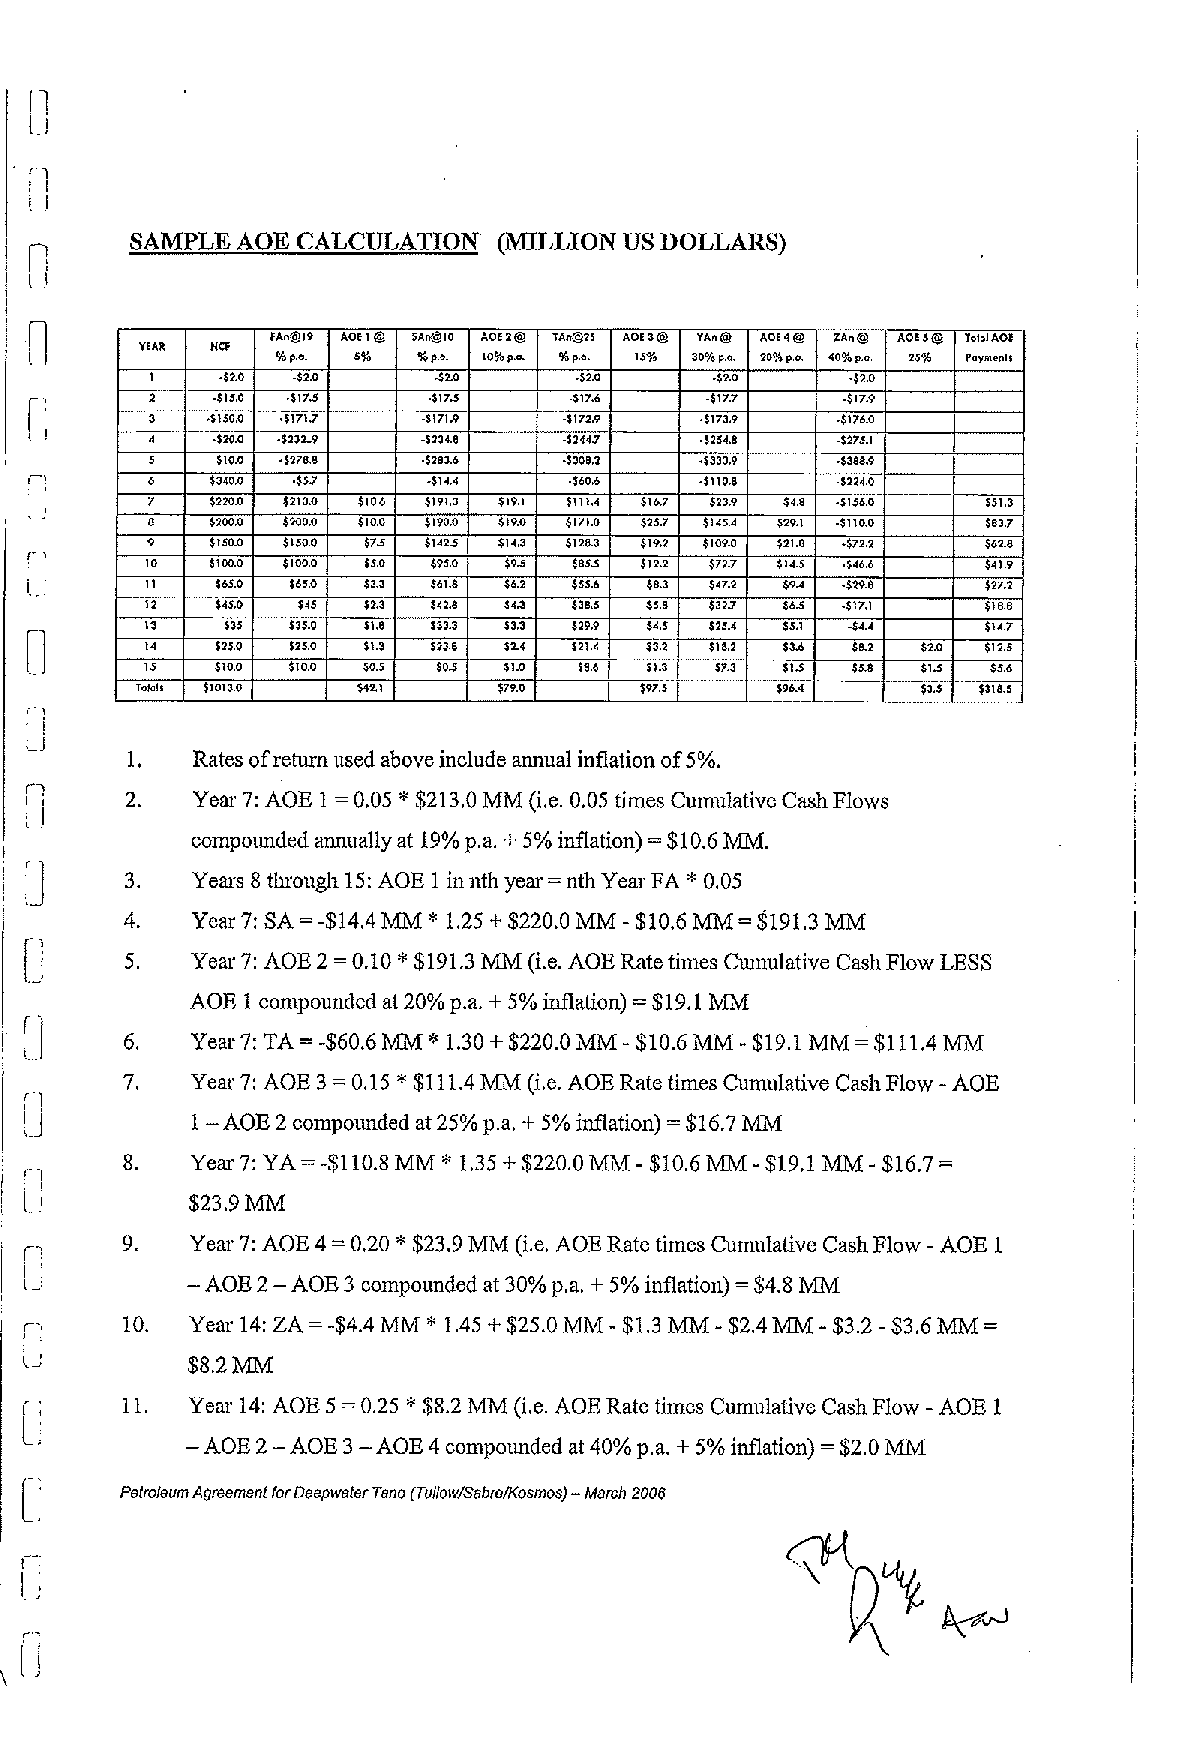 SAMPLE AOE CALCULATION (MILLION US DOLLARS)
YEAR NCF FAn@19 % p.a. AOE 1 @ 5% SAn@10 % p.a. AOE 2 @ 10% p.a. TAn@25 % p.a. AOE 3 @ 15% YAn @ 30% p.a. AOE 4 @ 20% p.a. ZAn @ 40% p.a. AOE 5 @ 25% Total AOE Payments
1 -$2.0 -$2.0 -$2.0 -$2.0 -$2.0 -$2.0
2 -$15.0 -$17.5 -$17.5 -$17.6 -$17.7 -$17.9
3 -$150.0 -$171.7 -$171.9 -$172.9 -$173.9 -$176.0
4 -$20.0 -$232.9 -$234.8 -$244.7 -$254.8 -$275.1
5 $10.0 -$278.8 -$283.6 -$308.2 -$333.9 -$388.9
6 $340.0 -$5.7 -$14.4 -$60.6 -$110.8 -$224.0
7 $220.0 $213.0 $10.6 $191.3 $19.1 $111.4 $16.7 $23.9 $4.8 -$156.0 $51.3
8 $200.0 $200.0 $10.0 $190.0 $19.0 $171.0 $25.7 $145.4 $29.1 -$110.0 $83.7
9 $150.0 $150.0 $7.5 $142.5 $14.3 $128.3 $19.2 $109.0 $21.8 -$72.2 $62.8
10 $100.0 $100.0 $5.0 $95.0 $9.5 $85.5 $12.2 $72.7 $14.5 -$46.6 $41.9
11 $65.0 $65.0 $3.3 $61.8 $6.2 $55.6 $8.3 $47.2 $9.4 -$29.8 $27.2
12 $45.0 $45 $2.3 $42.8 $4.3 $38.5 $5.8 $32.7 $6.5 -$17.1 $18.8
13 $35 $35.0 $1.8 $33.3 $3.3 $29.9 $4.5 $25.4 $5.1 -$4.4 $14.7
14 $25.0 $25.0 $1.3 $23.8 $2.4 $21.4 $3.2 $18.2 $3.6 $8.2 $2.0 $12.5
15 $10.0 $10.0 $0.5 $0.5 $1.0 $8.6 $1.3 $7.3 $1.5 $5.8 $1.5 $5.6
Totals $1013.0 $42.1 $79.0 $97.5 $96.4 $3.5 $318.5
1. Rates of return used above include annual inflation of 5%.
2. Year 7: AOE 1 = 0.05 * $213.0 MM (i.e. 0.05 times Cumulative Cash Flows
compounded annually at 19% p.a. + 5% inflation) = $10.6 MM.
3. Years 8 through 15: AOE 1 in nth year = nth Year FA * 0.05
4. Year 7: SA = -$14.4 MM * 1.25 + $220.0 MM - $10.6 MM = $191.3 MM
5. Year 7: AOE 2 = 0.10 * $191.3 MM (i.e. AOE Rate times Cumulative Cash Flow LESS
AOE 1 compounded at 20% p.a. + 5% inflation) = $19.1 MM
6. Year 7: TA = -$60.6 MM * 1.30 + $220.0 MM - $10.6 MM - $19.1 MM = $111.4 MM
7. Year 7: AOE 3 = 0.15 * $111.4 MM (i.e. AOE Rate times Cumulative Cash Flow - AOE
1 – AOE 2 compounded at 25% p.a. + 5% inflation) = $16.7 MM
8. Year 7: YA = -$110.8 MM * 1.35 + $220.0 MM - $10.6 MM - $19.1 MM - $16.7 =
$23.9 MM
9. Year 7: AOE 4 = 0.20 * $23.9 MM (i.e. AOE Rate times Cumulative Cash Flow - AOE 1
– AOE 2 – AOE 3 compounded at 30% p.a. + 5% inflation) = $4.8 MM
10. Year 14: ZA = -$4.4 MM * 1.45 + $25.0 MM - $1.3 MM - $2.4 MM - $3.2 - $3.6 MM =
$8.2 MM
11. Year 14: AOE 5 = 0.25 * $8.2 MM (i.e. AOE Rate times Cumulative Cash Flow - AOE 1
– AOE 2 – AOE 3 – AOE 4 compounded at 40% p.a. + 5% inflation) = $2.0 MM
Petroleum Agreement for Deepwater Tano (Tullow/Sabre/Kosmos) – March 2006